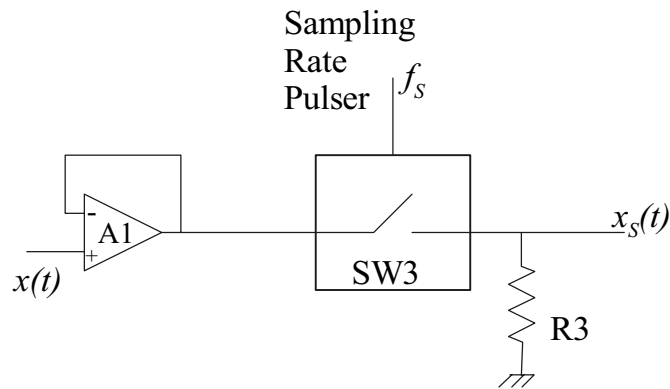 Sampling
Rate
Pulser
f_S
-
A1
+
x(t)
SW3
x_S(t)
R3